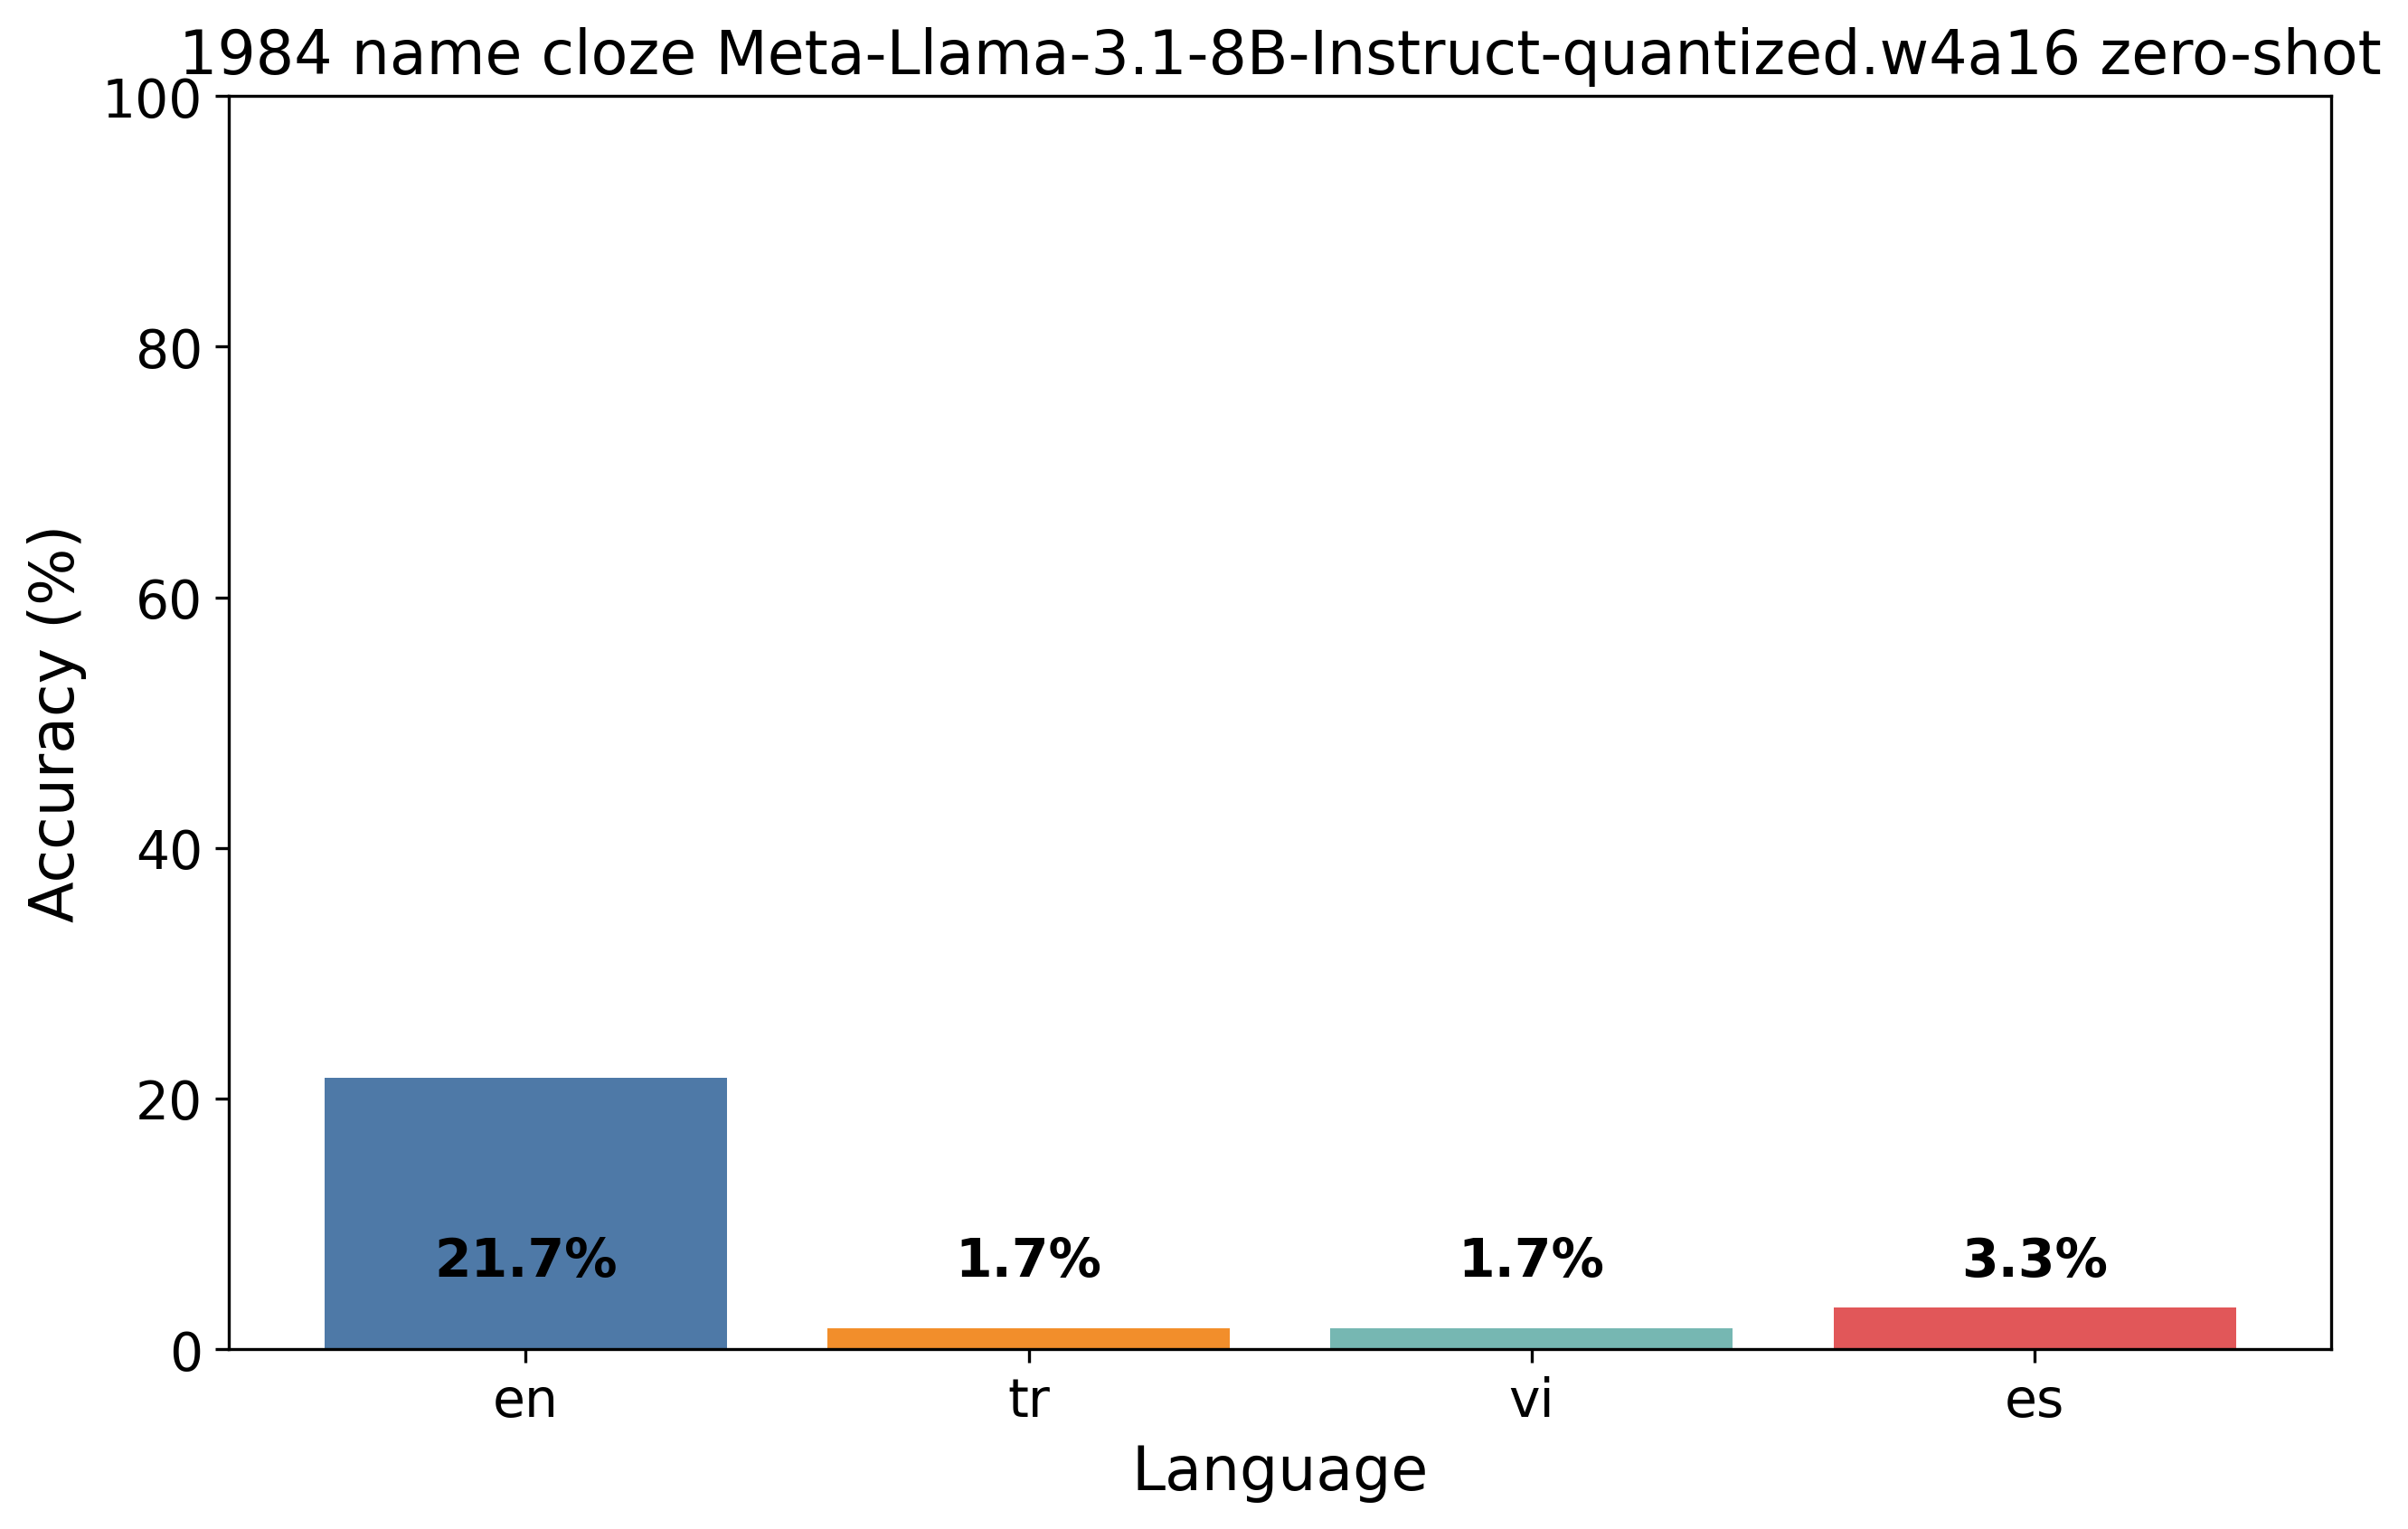 1984 name cloze Meta-Llama-3.1-8B-Instruct-quantized.w4a16 zero-shot
100
80
60
40
20
0
Accuracy (%)
21.7%
1.7%
1.7%
3.3%
en
tr
vi
es
Language